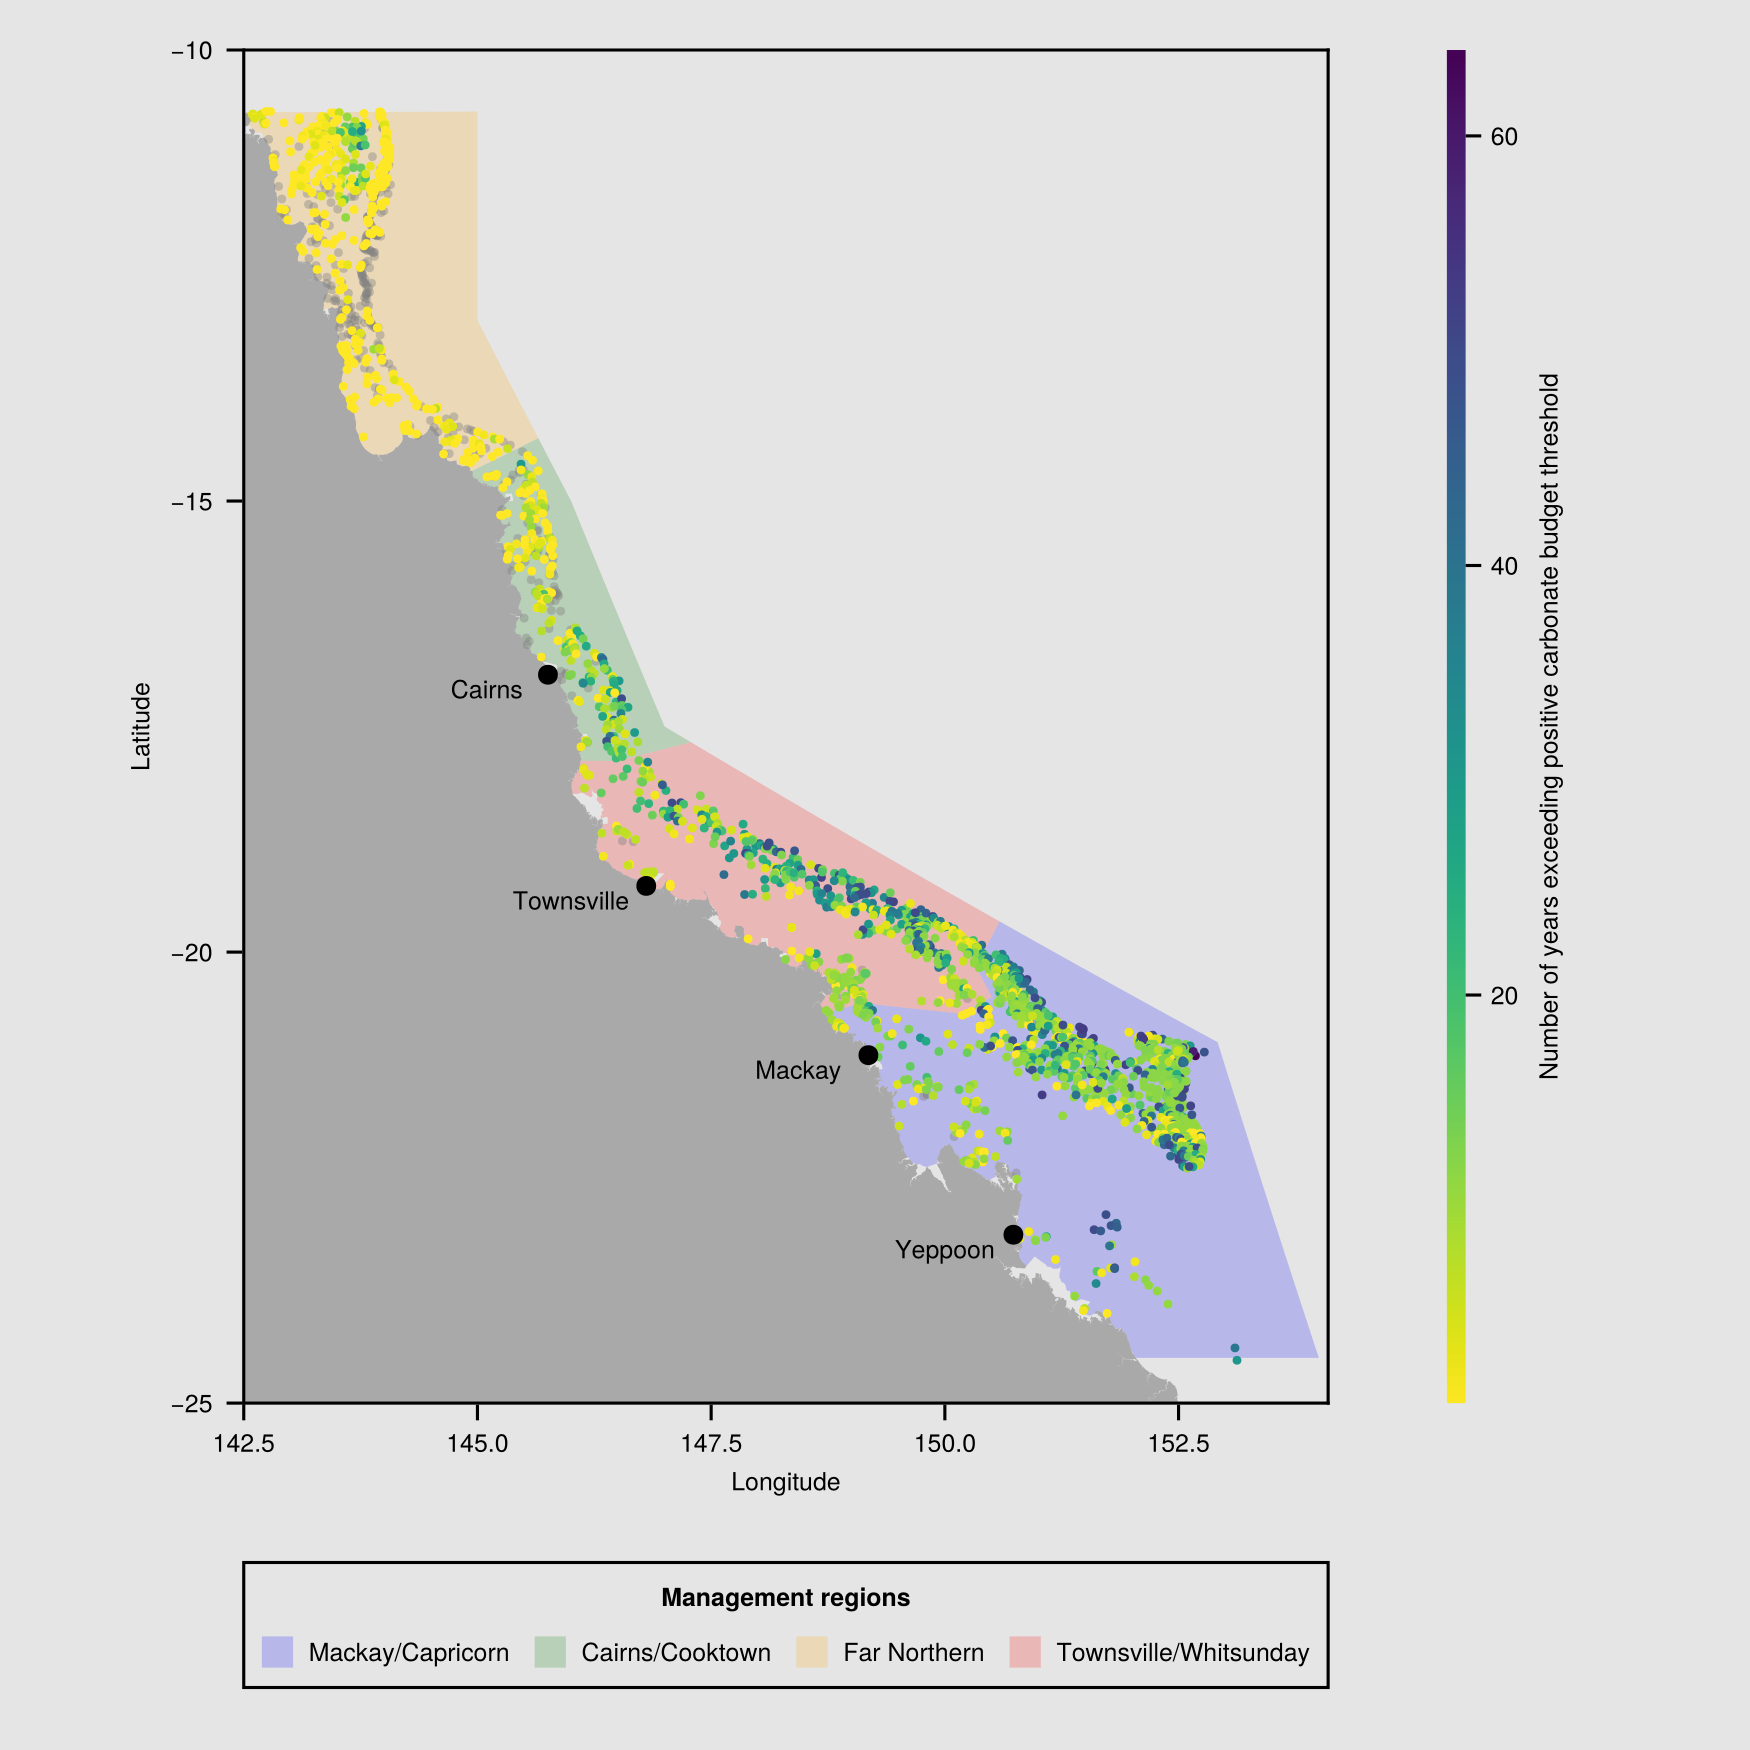 −10
−15
−20
−25
Latitude
Cairns
Townsville
Mackay
Yeppoon
142.5
145.0
147.5
150.0
152.5
Longitude
60
40
20
Number of years exceeding positive carbonate budget threshold
Management regions
Mackay/Capricorn
Cairns/Cooktown
Far Northern
Townsville/Whitsunday